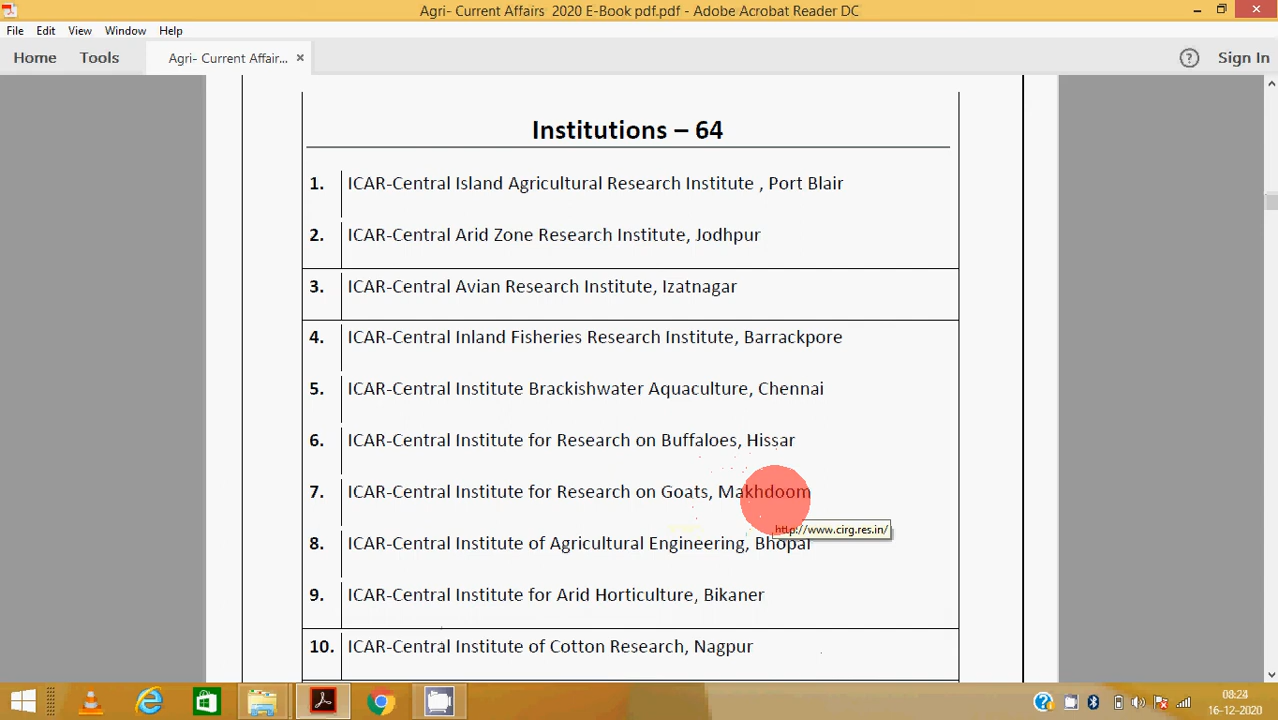 Agri- Current Affairs 2020 E-Book pdf.pdf - Adobe Acrobat Reader DC
File Edit View Window Help
Home Tools Agri- Current Affair... × ? Sign In
Institutions – 64
1. ICAR-Central Island Agricultural Research Institute , Port Blair
2. ICAR-Central Arid Zone Research Institute, Jodhpur
3. ICAR-Central Avian Research Institute, Izatnagar
4. ICAR-Central Inland Fisheries Research Institute, Barrackpore
5. ICAR-Central Institute Brackishwater Aquaculture, Chennai
6. ICAR-Central Institute for Research on Buffaloes, Hissar
7. ICAR-Central Institute for Research on Goats, Makhdoom
http://www.cirg.res.in/
8. ICAR-Central Institute of Agricultural Engineering, Bhopal
9. ICAR-Central Institute for Arid Horticulture, Bikaner
10. ICAR-Central Institute of Cotton Research, Nagpur
08:24
16-12-2020